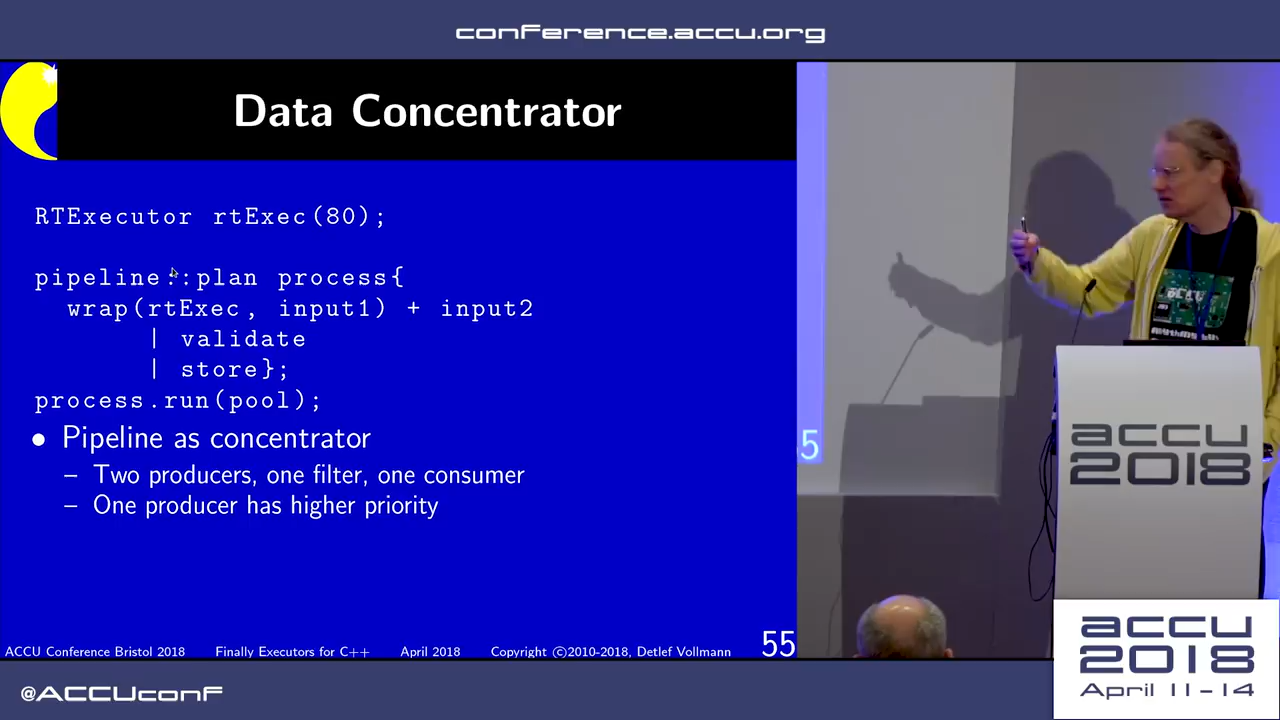 conference.accu.org
Data Concentrator
RTExecutor rtExec(80);
pipeline::plan process{
wrap(rtExec, input1) + input2
| validate
| store};
process.run(pool);
• Pipeline as concentrator
– Two producers, one filter, one consumer
– One producer has higher priority
ACCU Conference Bristol 2018 Finally Executors for C++ April 2018 Copyright ©2010-2018, Detlef Vollmann 55
5
accu
2018
accu
2018
April 11-14
@ACCUconf